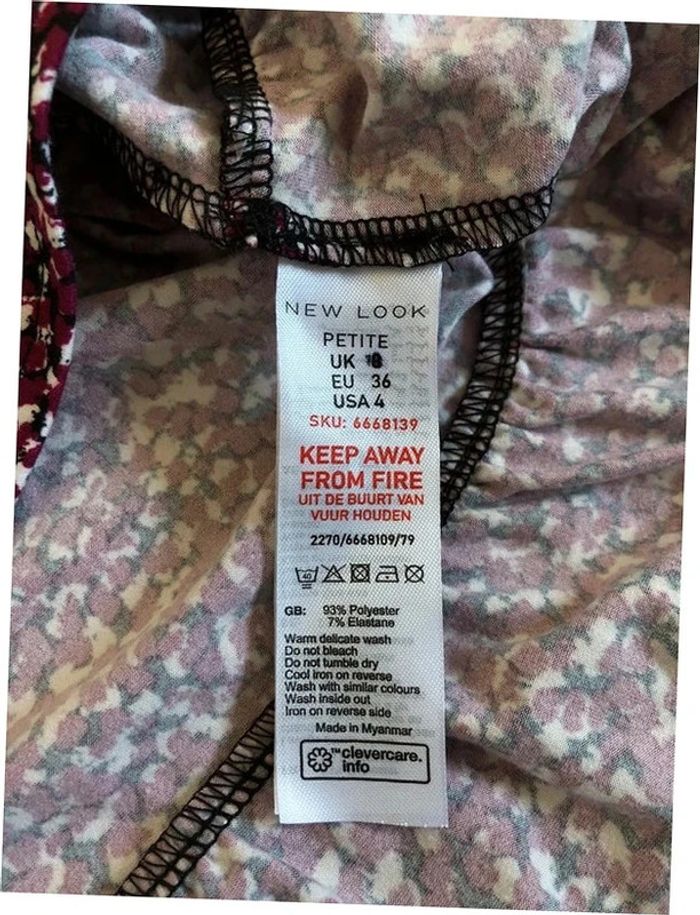 NEW LOOK
PETITE
UK
EU 36
USA 4
SKU: 6668139
KEEP AWAY
FROM FIRE
UIT DE BUURT VAN
VUUR HOUDEN
2270/6668109/79
40
GB: 93% Polyester
7% Elastane
Warm delicate wash
Do not bleach
Do not tumble dry
Cool iron on reverse
Wash with similar colours
Wash inside out
Iron on reverse side
Made in Myanmar
™clevercare.
info